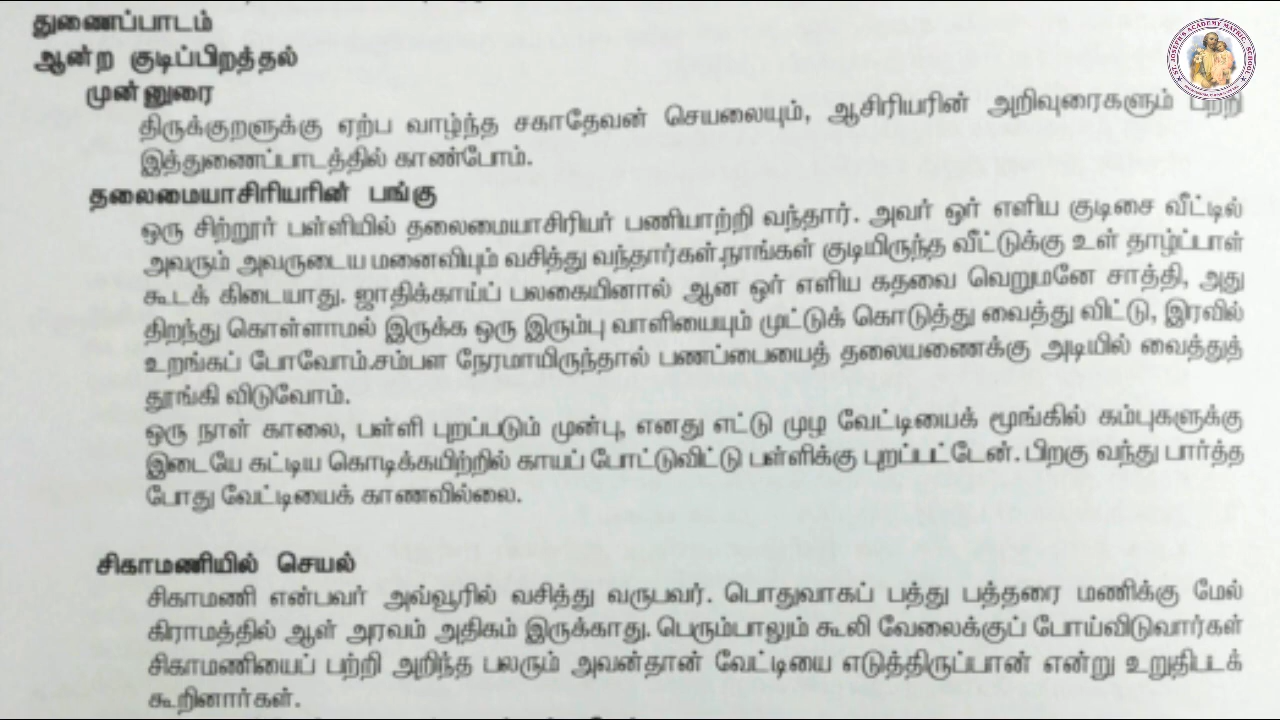 துணைப்பாடம்
ஆன்ற குடிப்பிறத்தல்
முன்னுரை
திருக்குறளுக்கு ஏற்ப வாழ்ந்த சகாதேவன் செயலையும், ஆசிரியரின் அறிவுரைகளும் பற்றி
இத்துணைப்பாடத்தில் காண்போம்.
தலைமையாசிரியரின் பங்கு
ஒரு சிற்றூர் பள்ளியில் தலைமையாசிரியர் பணியாற்றி வந்தார். அவர் ஓர் எளிய குடிசை வீட்டில்
அவரும் அவருடைய மனைவியும் வசித்து வந்தார்கள்.நாங்கள் குடியிருந்த வீட்டுக்கு உள் தாழ்ப்பாள்
கூடக் கிடையாது. ஜாதிக்காய்ப் பலகையினால் ஆன ஓர் எளிய கதவை வெறுமனே சாத்தி, அது
திறந்து கொள்ளாமல் இருக்க ஒரு இரும்பு வாளியையும் முட்டுக் கொடுத்து வைத்து விட்டு, இரவில்
உறங்கப் போவோம்.சம்பள நேரமாயிருந்தால் பணப்பையைத் தலையணைக்கு அடியில் வைத்துத்
தூங்கி விடுவோம்.
ஒரு நாள் காலை, பள்ளி புறப்படும் முன்பு, எனது எட்டு முழ வேட்டியைக் மூங்கில் கம்புகளுக்கு
இடையே கட்டிய கொடிக்கயிற்றில் காயப் போட்டுவிட்டு பள்ளிக்கு புறப்பட்டேன். பிறகு வந்து பார்த்த
போது வேட்டியைக் காணவில்லை.
சிகாமணியில் செயல்
சிகாமணி என்பவர் அவ்வூரில் வசித்து வருபவர். பொதுவாகப் பத்து பத்தரை மணிக்கு மேல்
கிராமத்தில் ஆள் அரவம் அதிகம் இருக்காது. பெரும்பாலும் கூலி வேலைக்குப் போய்விடுவார்கள்
சிகாமணியைப் பற்றி அறிந்த பலரும் அவன்தான் வேட்டியை எடுத்திருப்பான் என்று உறுதிபடக்
கூறினார்கள்.